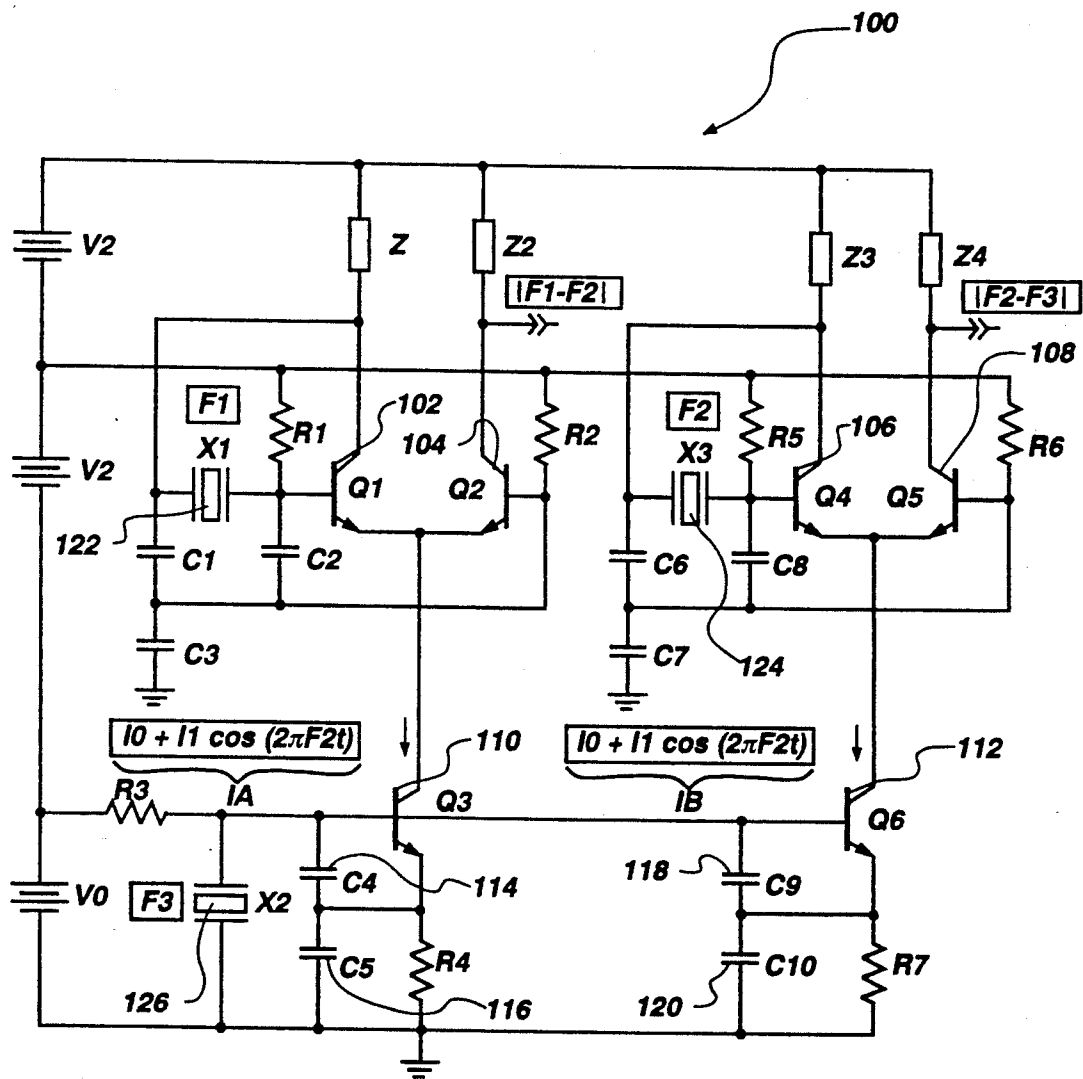 100
V2
Z
Z2
Z3
Z4
|F1-F2|
|F2-F3|
108
F1
102
F2
106
X1
R1
104
R2
X3
R5
R6
Q1
Q2
Q4
Q5
122
C1
C2
C6
C8
V2
C3
C7
124
I0 + I1 cos (2πF2t)
110
I0 + I1 cos (2πF2t)
112
R3
IA
Q3
IB
Q6
V0
F3
X2
C4
114
118
C9
126
C5
R4
116
120
C10
R7